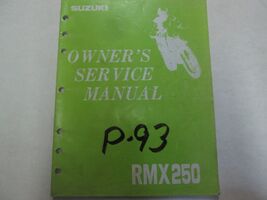 SUZUKI
OWNER'S
SERVICE
MANUAL
P-93
RMX250